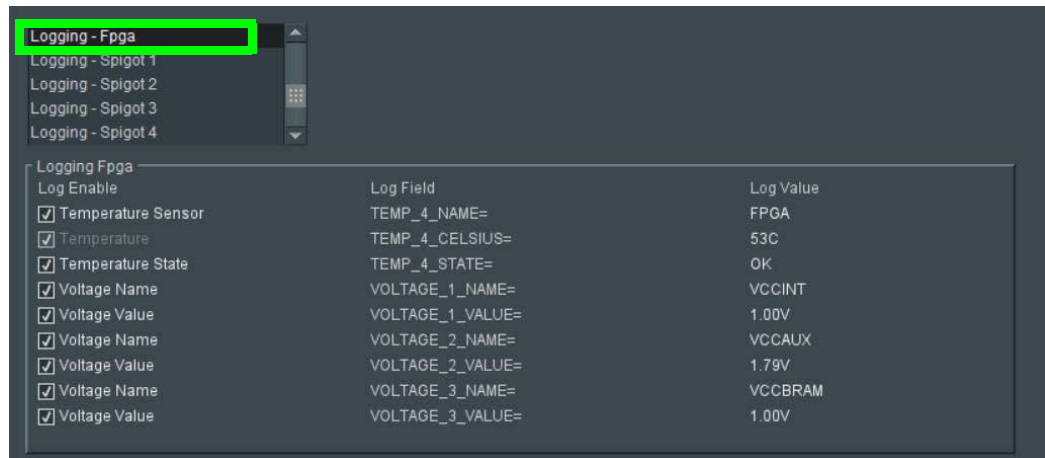 Logging - Fpga
Logging - Spigot 1
Logging - Spigot 2
Logging - Spigot 3
Logging - Spigot 4
Logging Fpga
Log Enable Log Field Log Value
Temperature Sensor TEMP_4_NAME= FPGA
Temperature TEMP_4_CELSIUS= 53C
Temperature State TEMP_4_STATE= OK
Voltage Name VOLTAGE_1_NAME= VCCINT
Voltage Value VOLTAGE_1_VALUE= 1.00V
Voltage Name VOLTAGE_2_NAME= VCCAUX
Voltage Value VOLTAGE_2_VALUE= 1.79V
Voltage Name VOLTAGE_3_NAME= VCCBRAM
Voltage Value VOLTAGE_3_VALUE= 1.00V